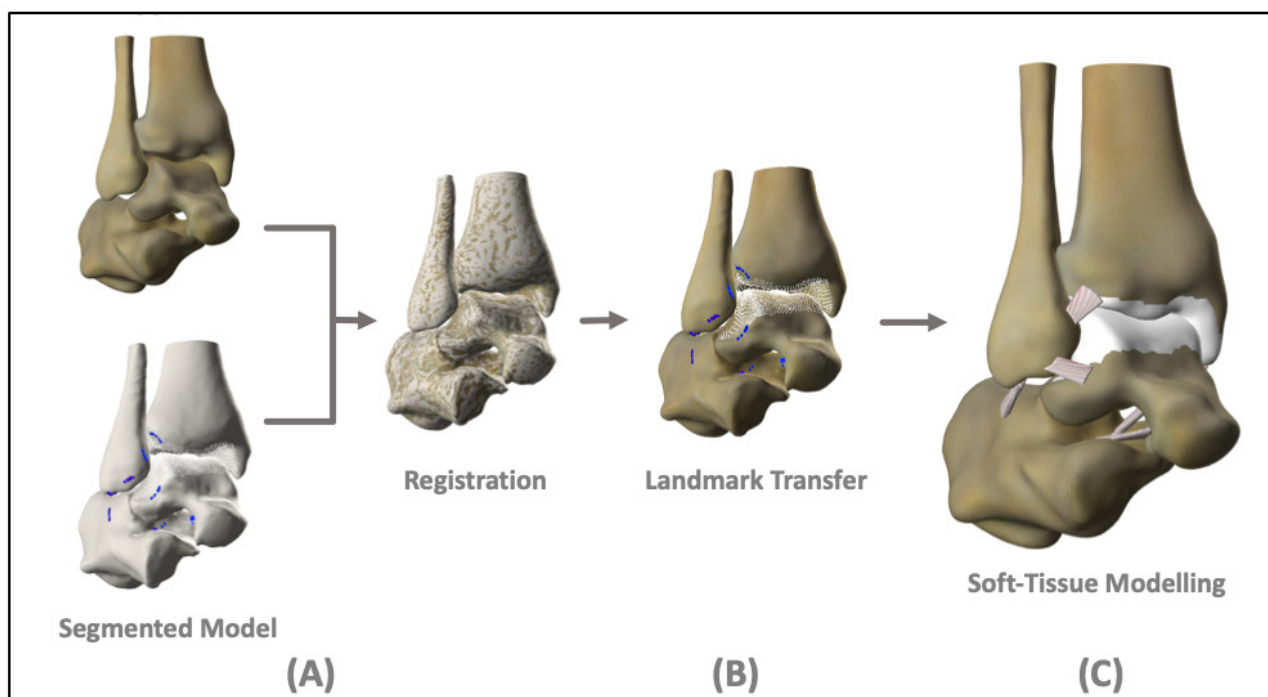 Registration
Landmark Transfer
Soft-Tissue Modelling
Segmented Model
(A)
(B)
(C)